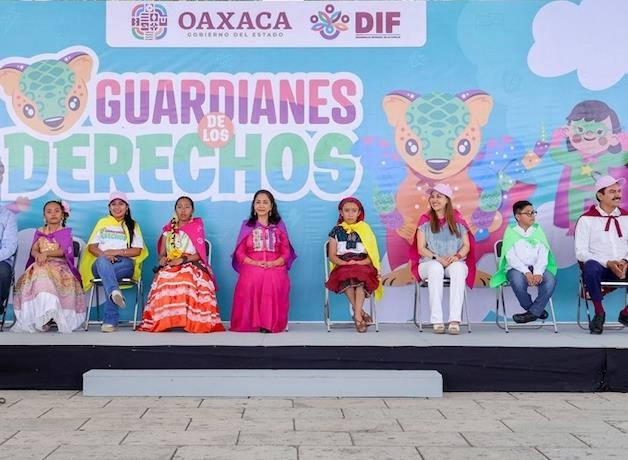 OAXACA
GOBIERNO DEL ESTADO
DIF
GUARDIANES
DE LOS
DERECHOS